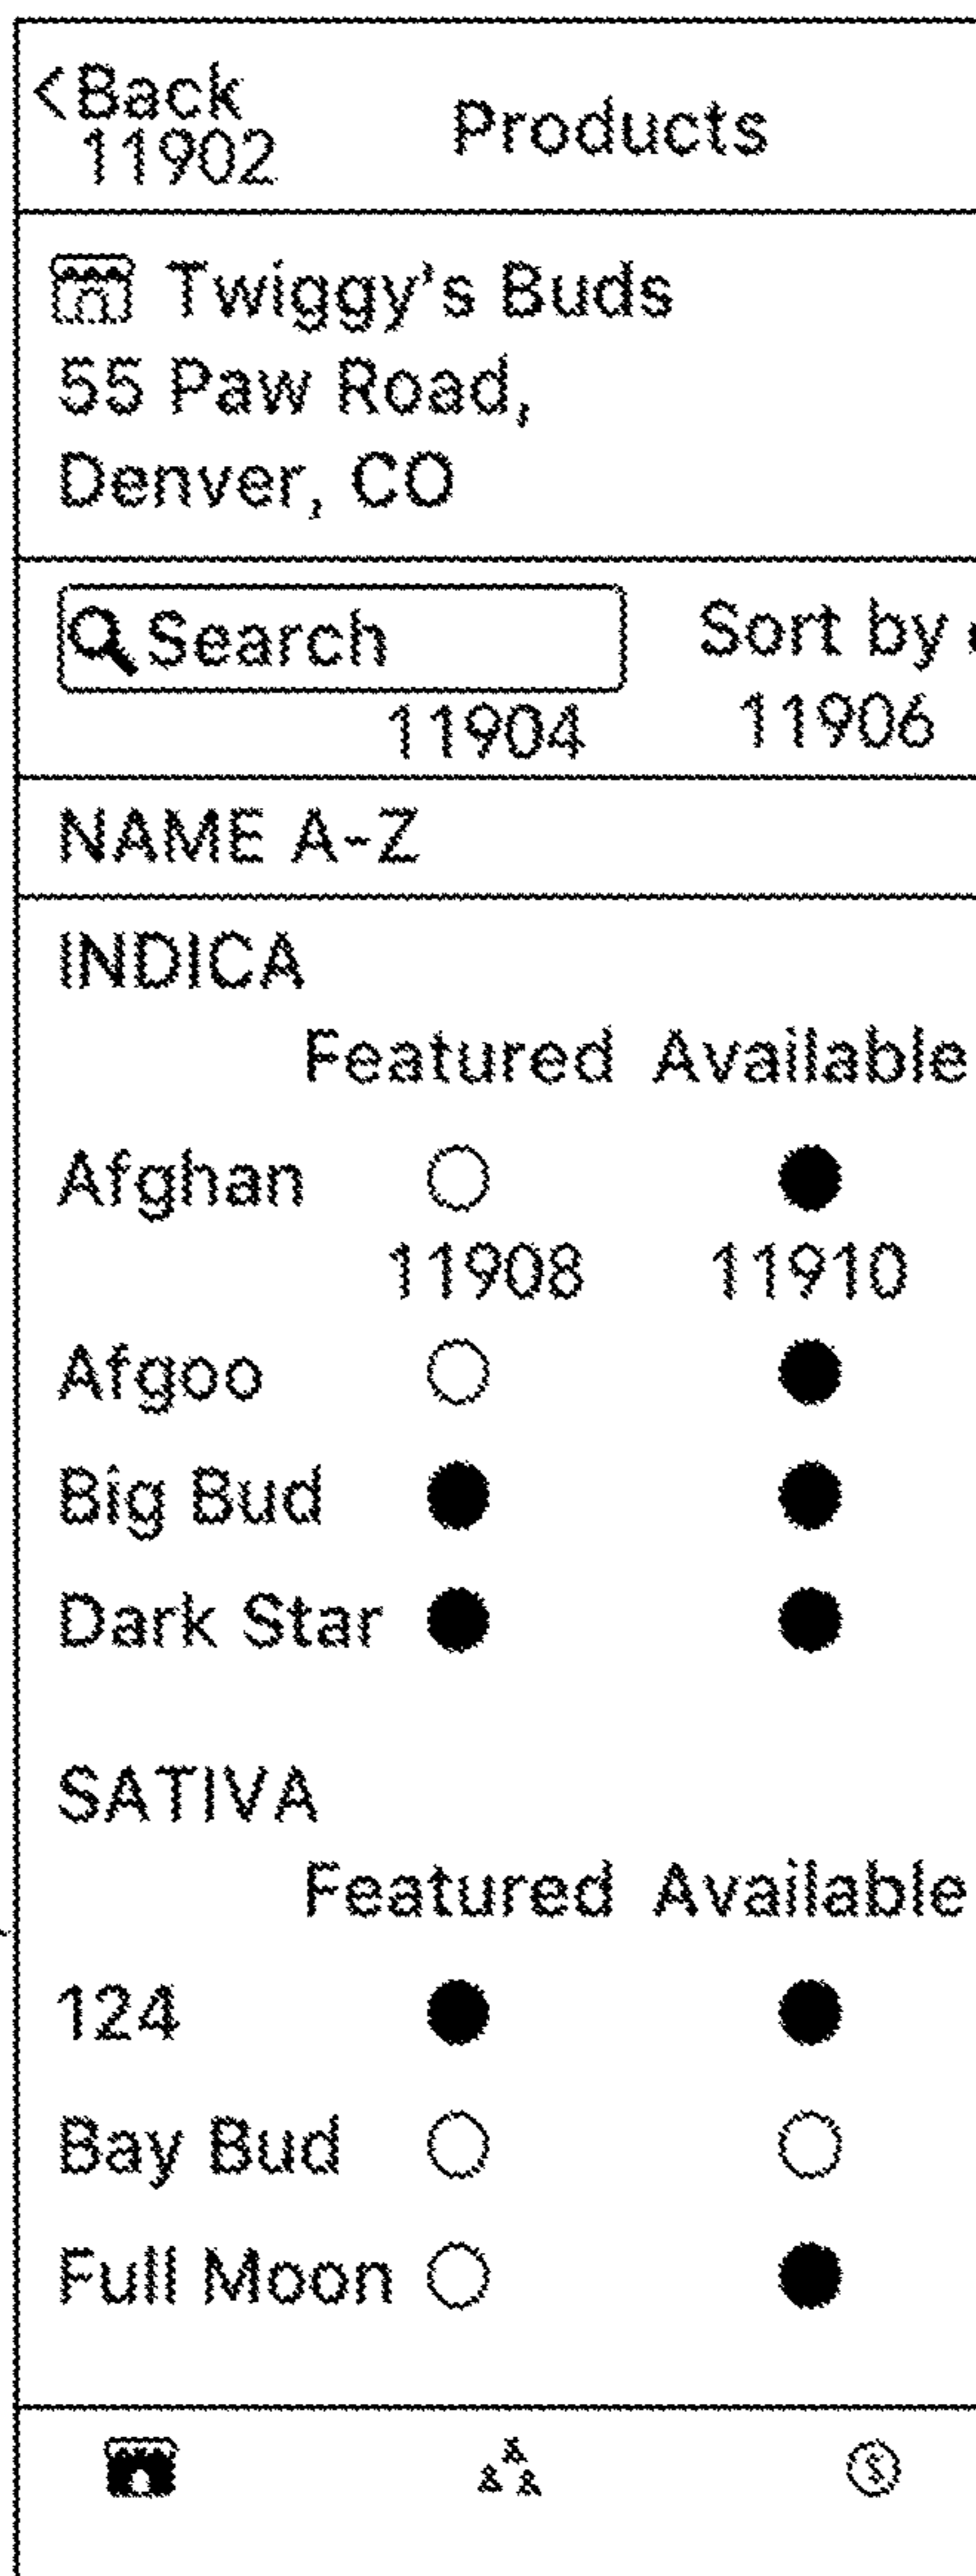 <Back
11902
Products
Twiggy's Buds
55 Paw Road,
Denver, CO
Search
Sort by
11904
11906
NAME A-Z
INDICA
Featured Available
Afghan
11908 11910
Afgoo
Big Bud
Dark Star
SATIVA
Featured Available
124
Bay Bud
Full Moon
$